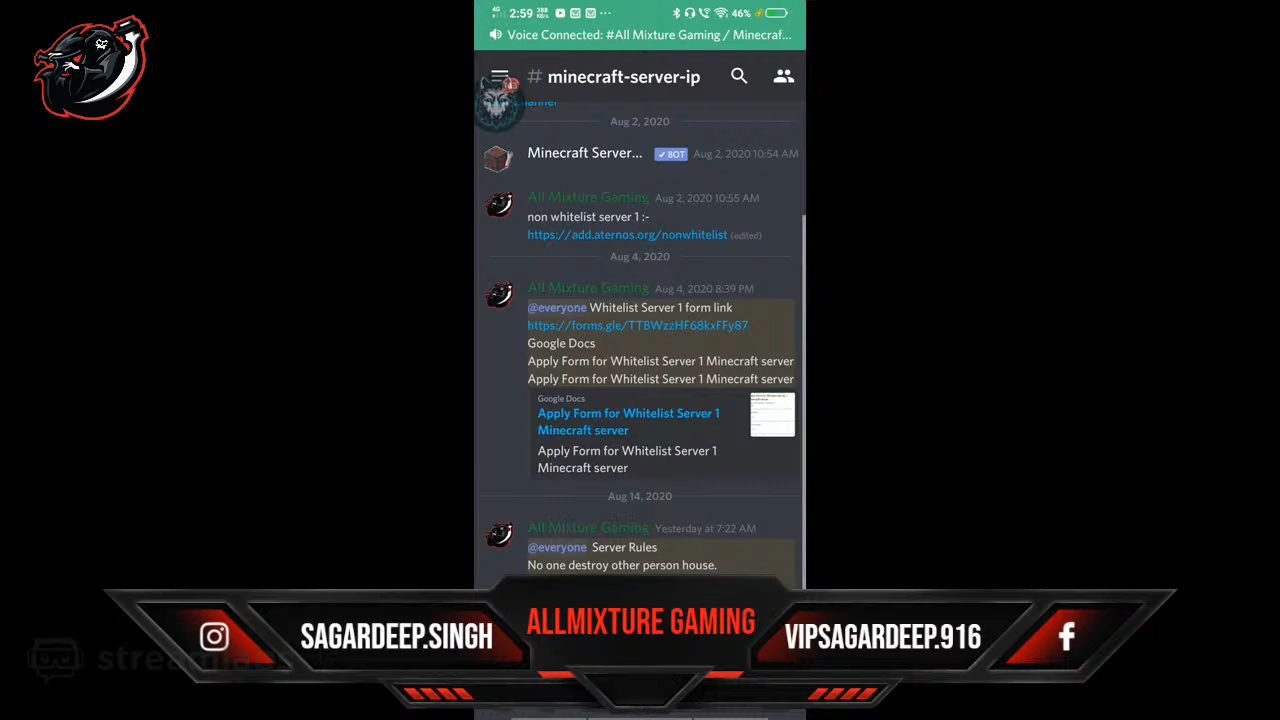 4G 2:59 388 KB/s ... 46%
Voice Connected: #All Mixture Gaming / Minecraf...
# minecraft-server-ip
channel
Aug 2, 2020
Minecraft Server... ✓ BOT Aug 2, 2020 10:54 AM
All Mixture Gaming Aug 2, 2020 10:55 AM
non whitelist server 1 :-
https://add.aternos.org/nonwhitelist (edited)
Aug 4, 2020
All Mixture Gaming Aug 4, 2020 8:39 PM
@everyone Whitelist Server 1 form link
https://forms.gle/TTBWzzHF68kxFFy87
Google Docs
Apply Form for Whitelist Server 1 Minecraft server
Apply Form for Whitelist Server 1 Minecraft server
Google Docs
Apply Form for Whitelist Server 1
Minecraft server
Apply Form for Whitelist Server 1
Minecraft server
Aug 14, 2020
All Mixture Gaming Yesterday at 7:22 AM
@everyone Server Rules
No one destroy other person house.
ALLMIXTURE GAMING
SAGARDEEP.SINGH
VIPSAGARDEEP.916